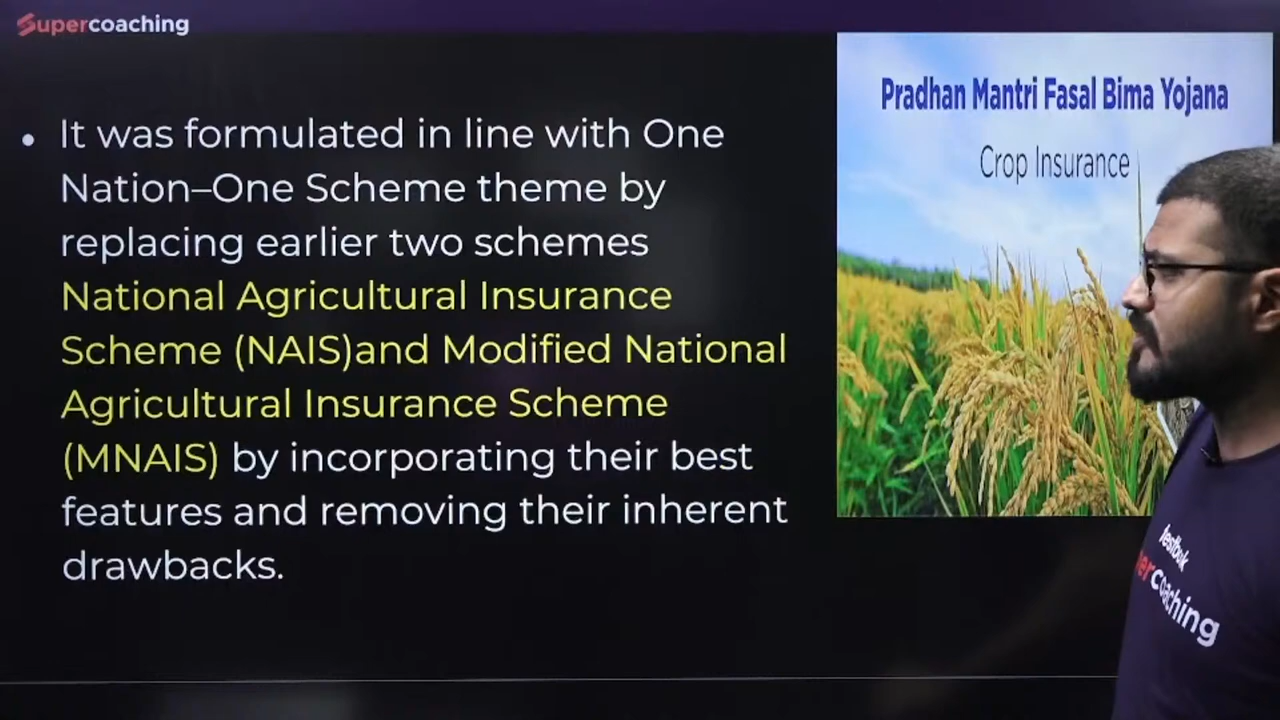 Supercoaching
• It was formulated in line with One
Nation–One Scheme theme by
replacing earlier two schemes
National Agricultural Insurance
Scheme (NAIS)and Modified National
Agricultural Insurance Scheme
(MNAIS) by incorporating their best
features and removing their inherent
drawbacks.
Pradhan Mantri Fasal Bima Yojana
Crop Insurance
testbook
supercoaching